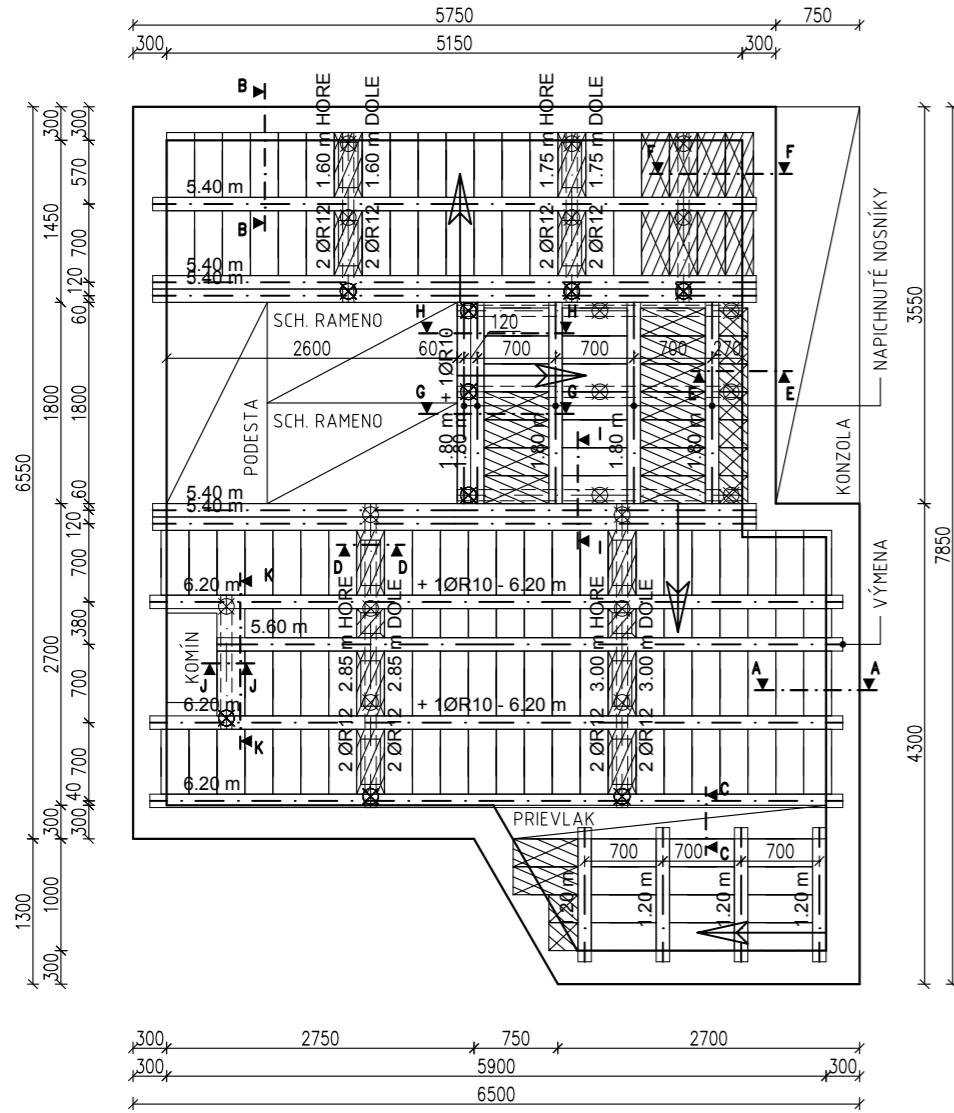 5750
750
300
5150
300
B
B
1.60 m HORE
1.60 m DOLE
2 ØR12
2 ØR12
1.75 m HORE
1.75 m DOLE
2 ØR12
2 ØR12
F
F
300
300
570
1450
700
120
60
5.40 m
5.40 m
5.40 m
SCH. RAMENO
SCH. RAMENO
PODESTA
2600
60
120
700
700
700
270
H
H
G
G
E
E
I
I
1.80 m + 1ØR10
1.80 m
1.80 m
1.80 m
1.80 m
NAPICHNUTÉ NOSNÍKY
KONZOLA
3550
6550
1800
1800
60
120
5.40 m
5.40 m
700
380
2700
700
700
40
300
300
D
D
K
K
J
J
6.20 m
+ 1ØR10 - 6.20 m
5.60 m
KOMÍN
6.20 m
+ 1ØR10 - 6.20 m
6.20 m
2.85 m HORE
2.85 m DOLE
2 ØR12
2 ØR12
3.00 m HORE
3.00 m DOLE
2 ØR12
2 ØR12
A
A
VÝMENA
7850
4300
C
C
PRIEVLAK
700
700
700
1.20 m
1.20 m
1.20 m
1.20 m
1300
1000
300
300
2750
750
2700
300
5900
300
6500